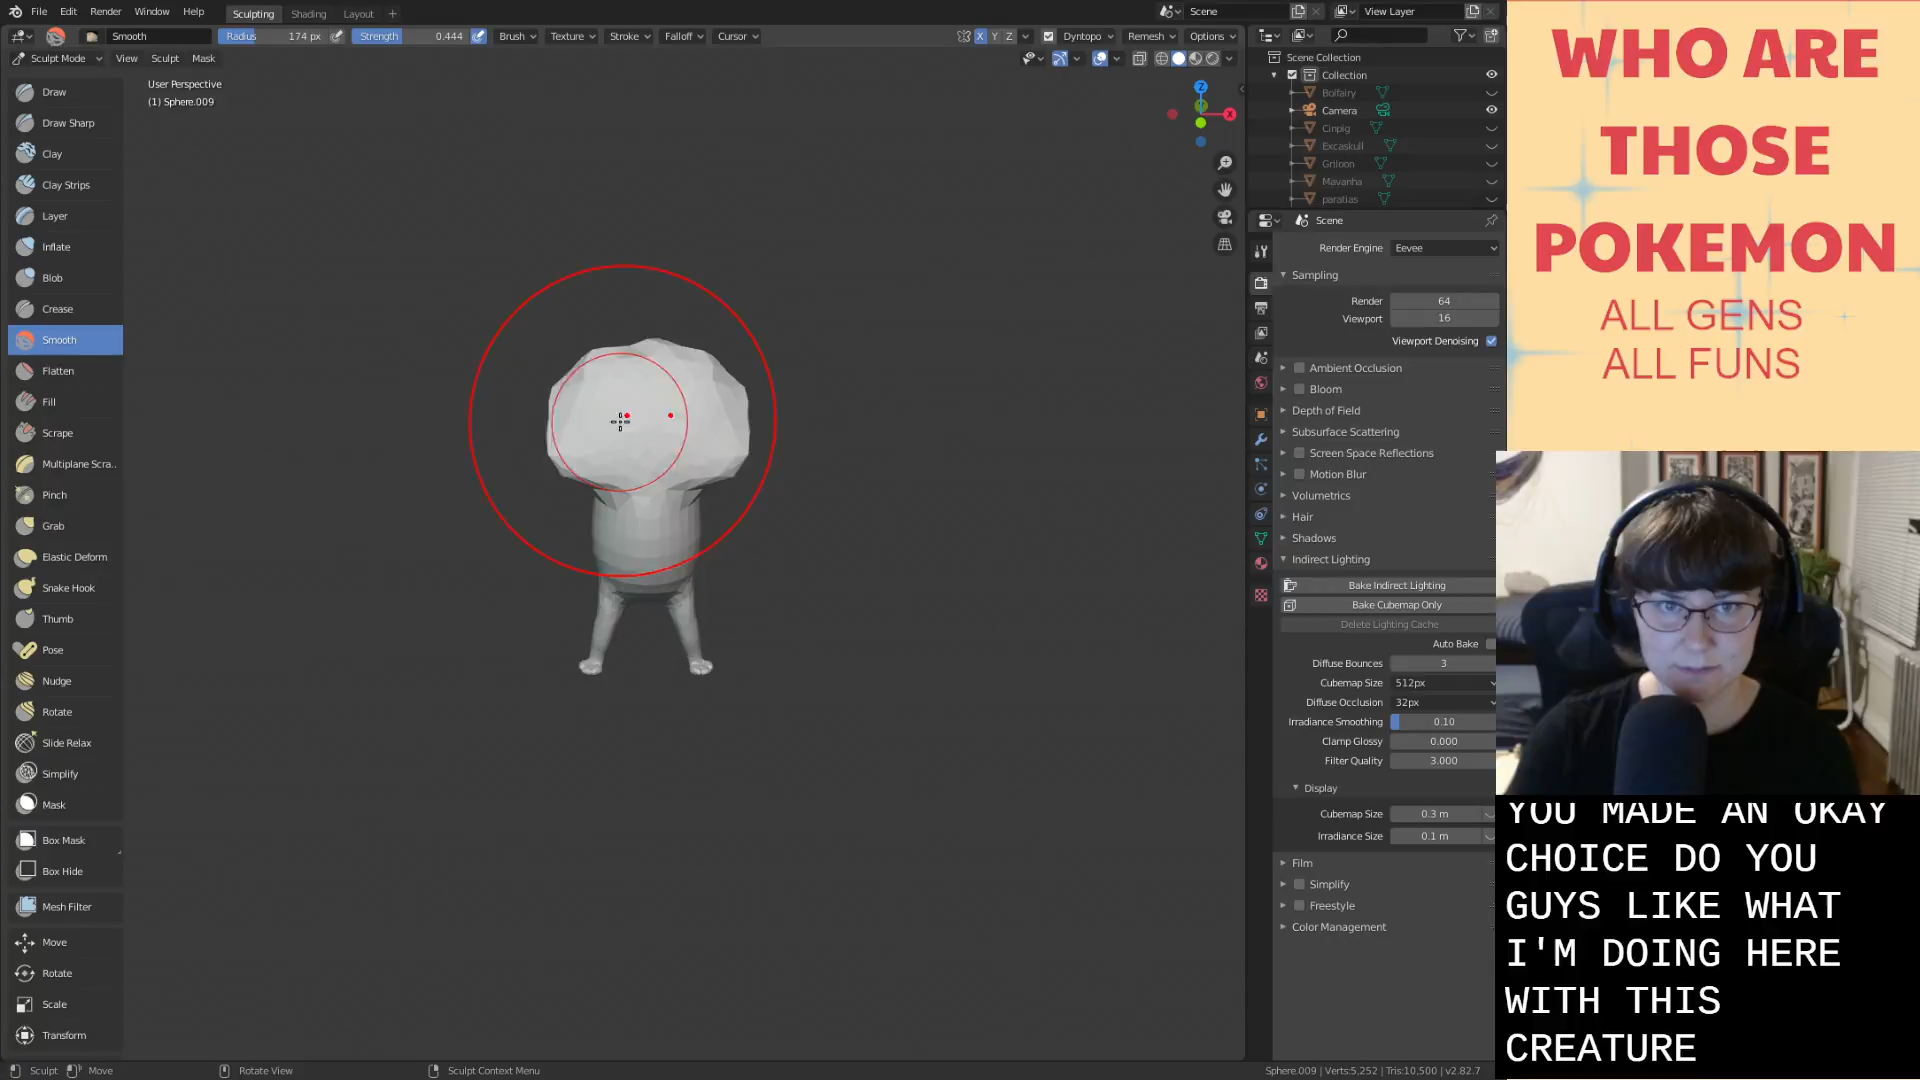 File Edit Render Window Help Sculpting Shading Layout + Scene View Layer
Smooth Radius 174 px Strength 0.444 Brush Texture Stroke Falloff Cursor X Y Z Dyntopo Remesh Options
Sculpt Mode View Sculpt Mask
User Perspective
(1) Sphere.009
Draw
Draw Sharp
Clay
Clay Strips
Layer
Inflate
Blob
Crease
Smooth
Flatten
Fill
Scrape
Multiplane Scra..
Pinch
Grab
Elastic Deform
Snake Hook
Thumb
Pose
Nudge
Rotate
Slide Relax
Simplify
Mask
Box Mask
Box Hide
Mesh Filter
Move
Rotate
Scale
Transform
Z
X
Scene Collection
Collection
Bolfairy
Camera
Cinpig
Excaskull
Griloon
Mavanha
paratias
Scene
Render Engine Eevee
Sampling
Render 64
Viewport 16
Viewport Denoising
Ambient Occlusion
Bloom
Depth of Field
Subsurface Scattering
Screen Space Reflections
Motion Blur
Volumetrics
Hair
Shadows
Indirect Lighting
Bake Indirect Lighting
Bake Cubemap Only
Delete Lighting Cache
Auto Bake
Diffuse Bounces 3
Cubemap Size 512px
Diffuse Occlusion 32px
Irradiance Smoothing 0.10
Clamp Glossy 0.000
Filter Quality 3.000
Display
Cubemap Size 0.3 m
Irradiance Size 0.1 m
Film
Simplify
Freestyle
Color Management
Sculpt Move Rotate View Sculpt Context Menu Sphere.009 | Verts:5,252 | Tris:10,500 | v2.82.7
WHO ARE
THOSE
POKEMON
ALL GENS
ALL FUNS
YOU MADE AN OKAY
CHOICE DO YOU
GUYS LIKE WHAT
I'M DOING HERE
WITH THIS
CREATURE